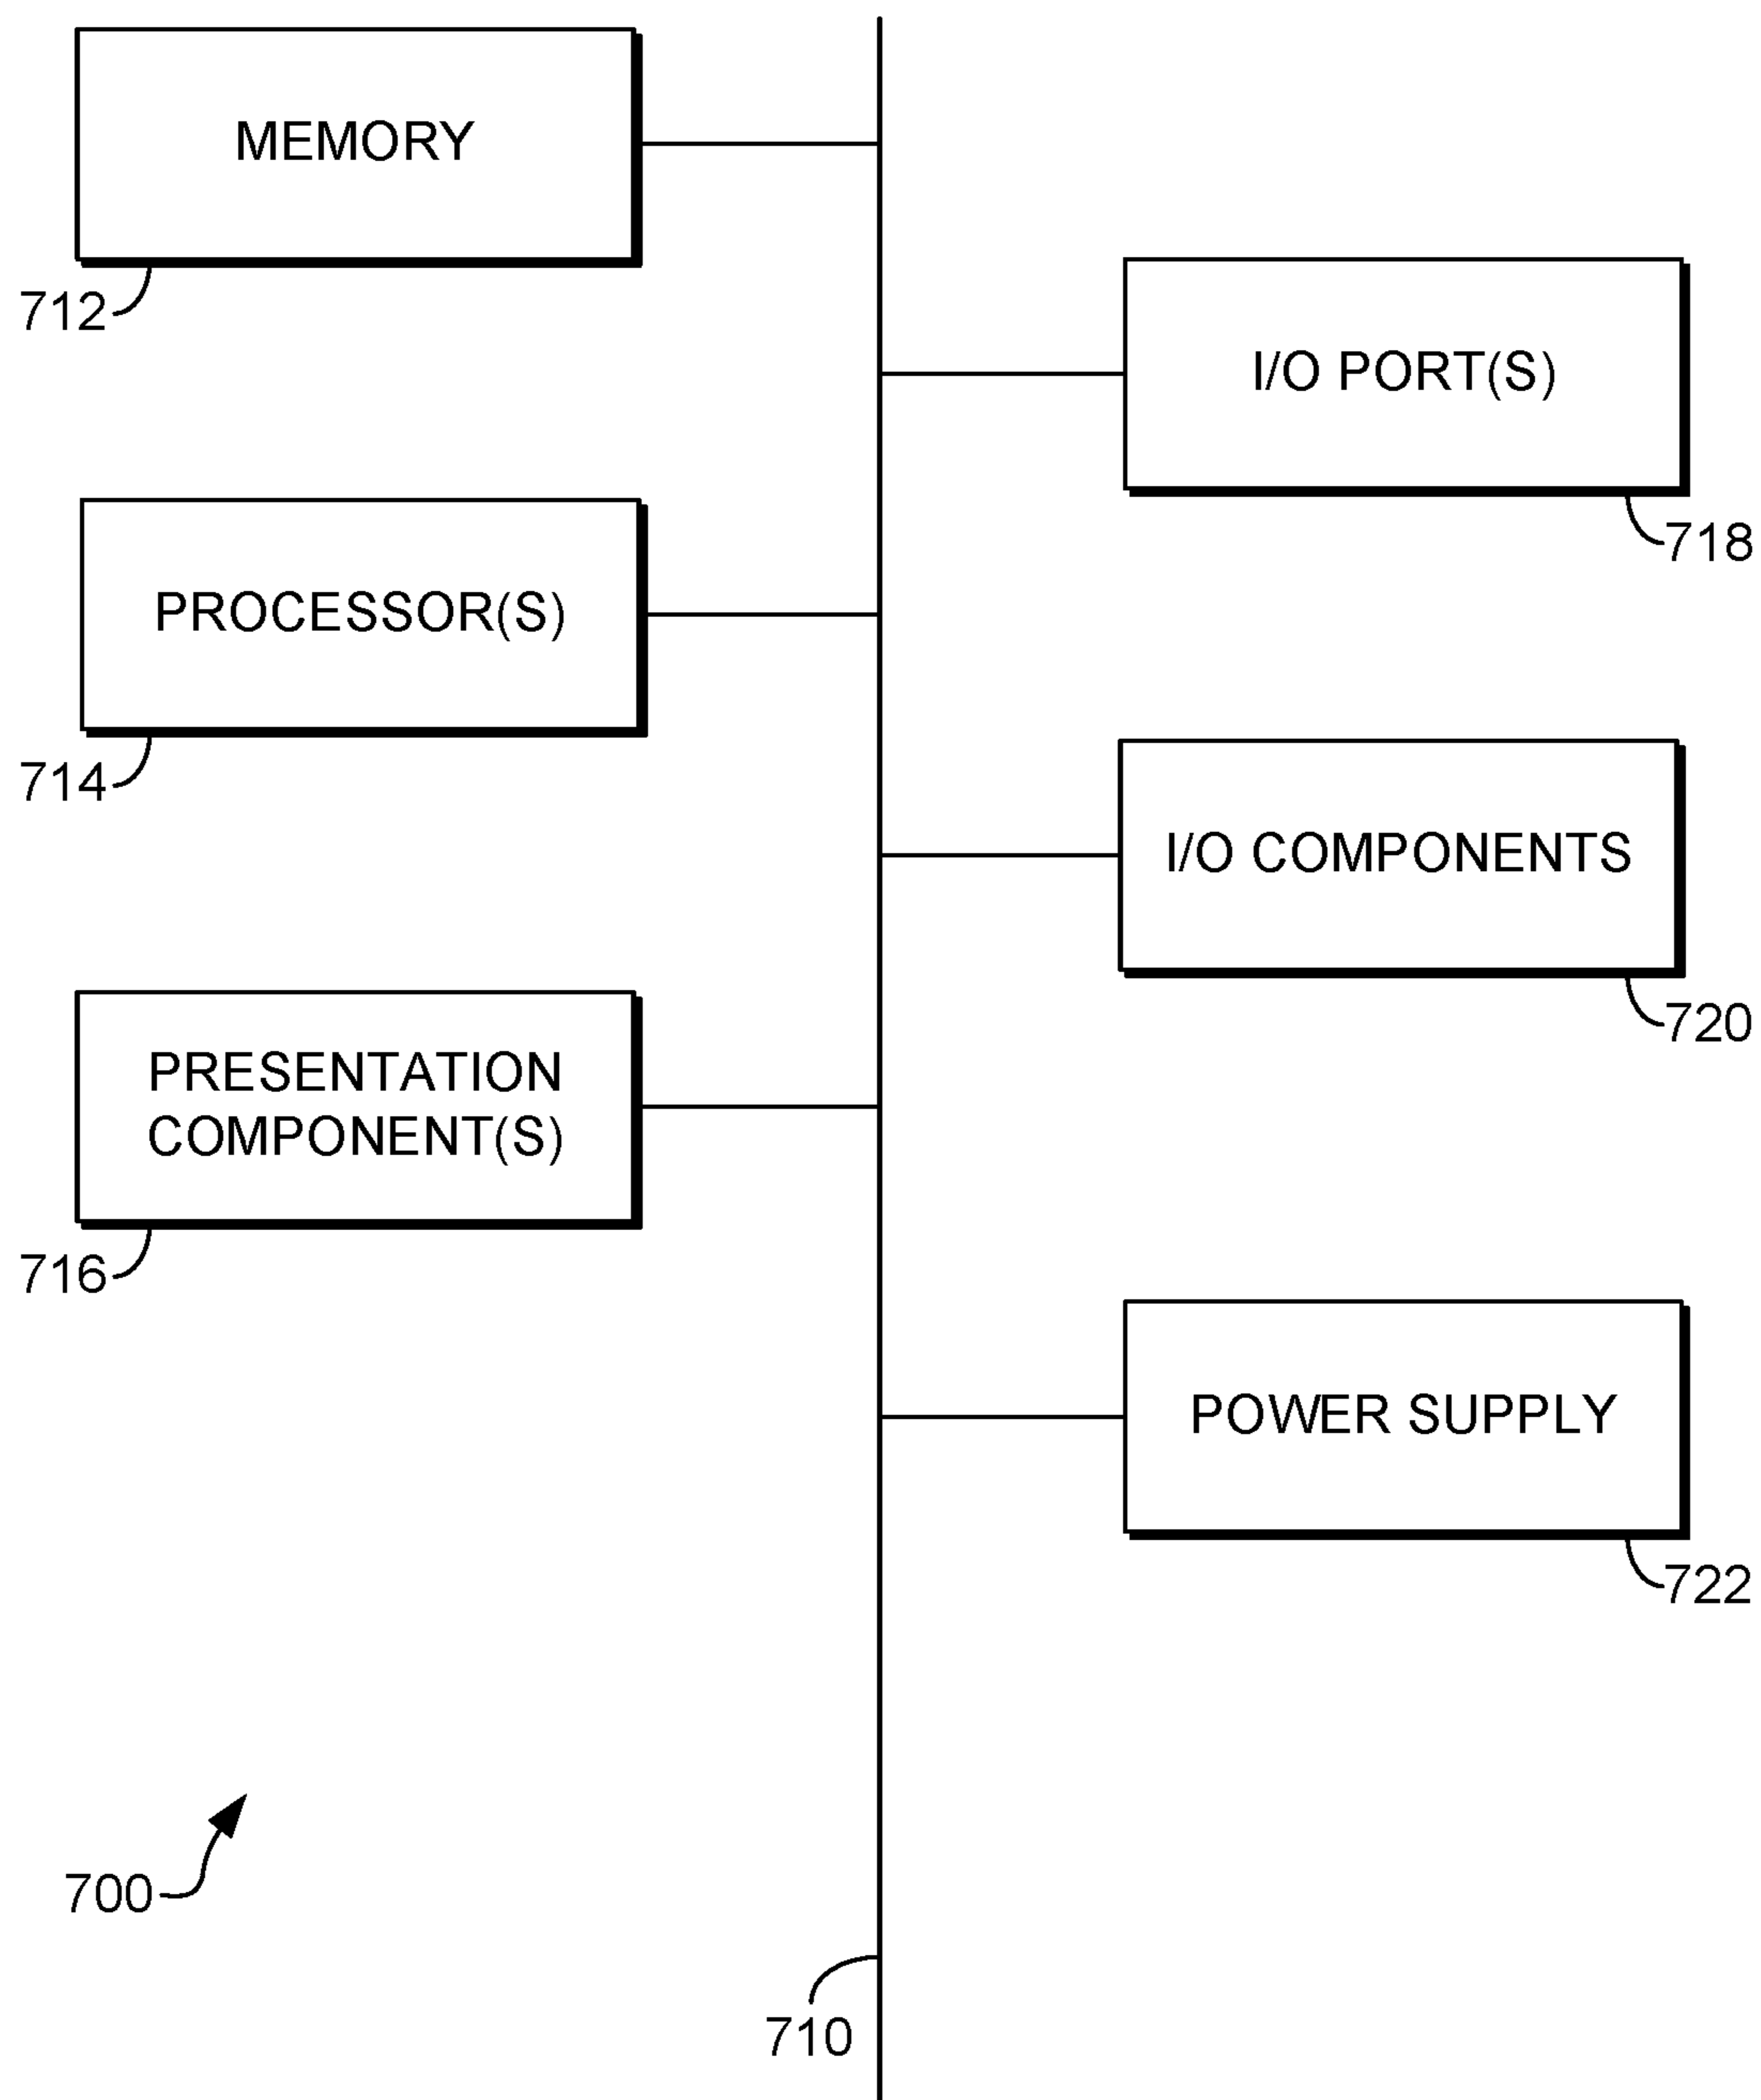 MEMORY
712
I/O PORT(S)
718
PROCESSOR(S)
714
I/O COMPONENTS
720
PRESENTATION
COMPONENT(S)
716
POWER SUPPLY
722
700
710